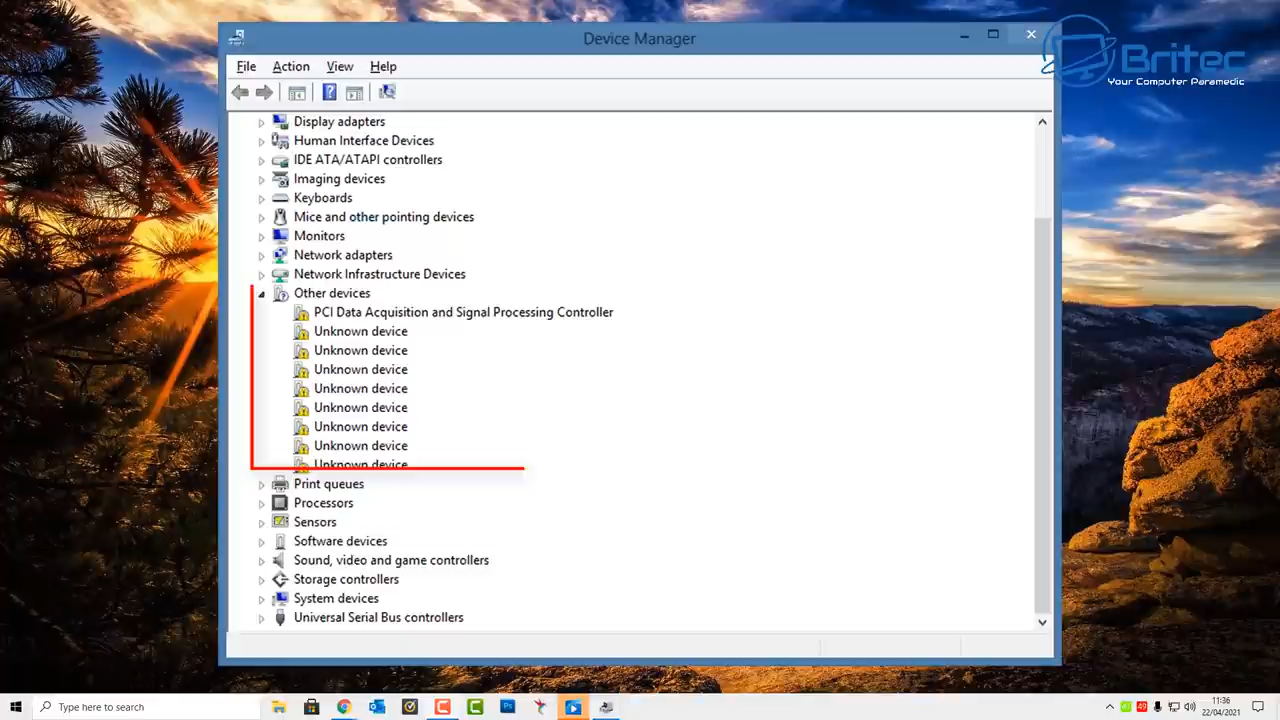 Device Manager
Britec
Your Computer Paramedic
File Action View Help
Display adapters
Human Interface Devices
IDE ATA/ATAPI controllers
Imaging devices
Keyboards
Mice and other pointing devices
Monitors
Network adapters
Network Infrastructure Devices
Other devices
PCI Data Acquisition and Signal Processing Controller
Unknown device
Unknown device
Unknown device
Unknown device
Unknown device
Unknown device
Unknown device
Unknown device
Print queues
Processors
Sensors
Software devices
Sound, video and game controllers
Storage controllers
System devices
Universal Serial Bus controllers
Type here to search
49
11:36
22/04/2021